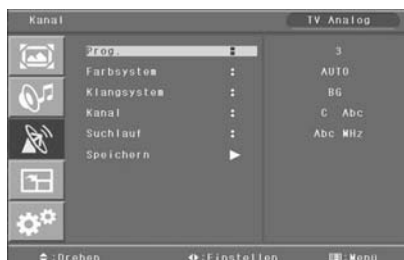 Kanal TV Analog
Prog. : 3
Farbsystem : AUTO
Klangsystem : BG
Kanal : C Abc
Suchlauf : Abc MHz
Speichern
:Drehen :Einstellen :Menü